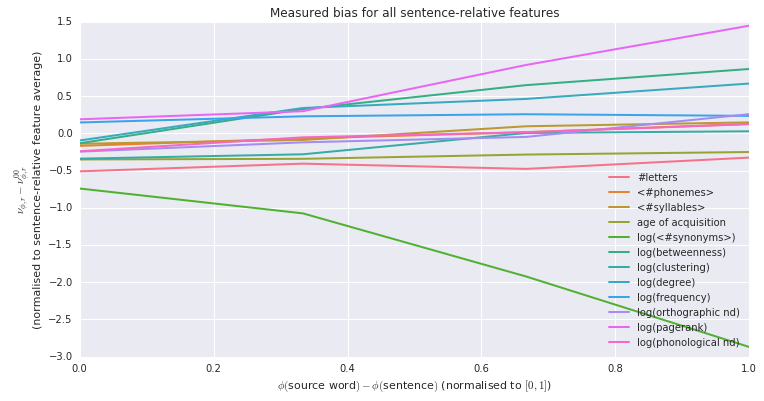 Measured bias for all sentence-relative features
1.5
1.0
0.5
0.0
−0.5
−1.0
−1.5
−2.0
−2.5
−3.0
ν_{ϕ,r} − ν_{ϕ,r}^{00}
(normalised to sentence-relative feature average)
#letters
<#phonemes>
<#syllables>
age of acquisition
log(<#synonyms>)
log(betweenness)
log(clustering)
log(degree)
log(frequency)
log(orthographic nd)
log(pagerank)
log(phonological nd)
0.0 0.2 0.4 0.6 0.8 1.0
ϕ(source word) − ϕ(sentence) (normalised to [0, 1])